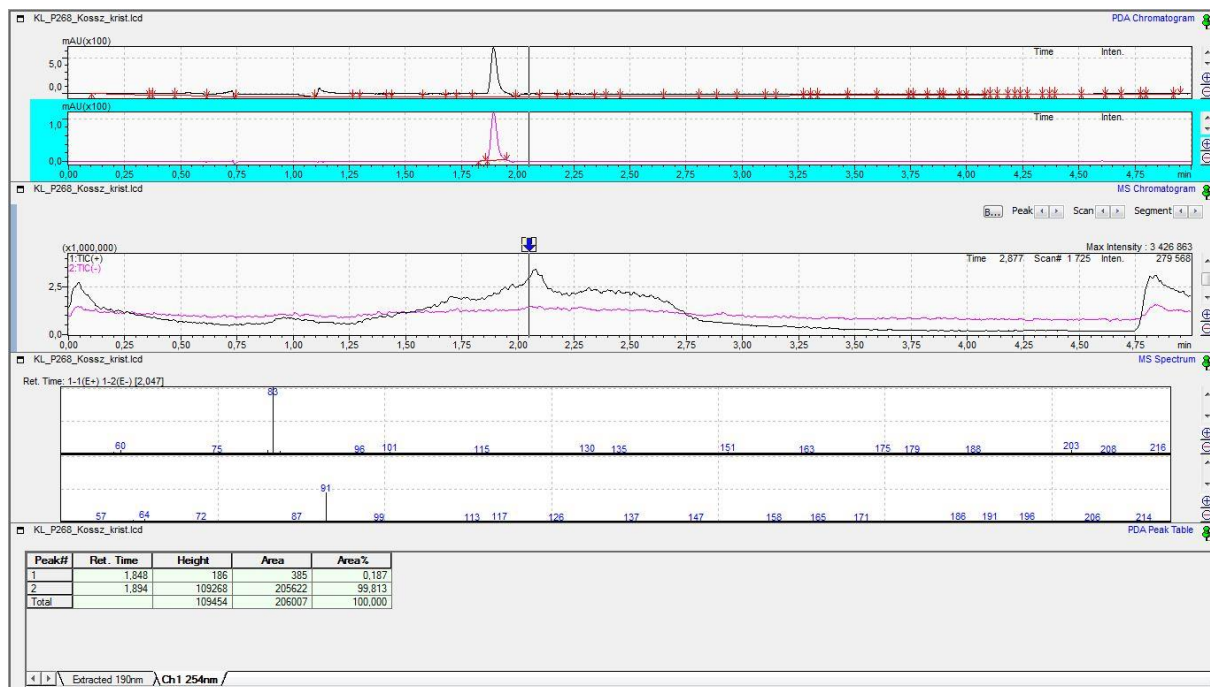 KL_P268_Kossz_krist.lcd PDA Chromatogram
mAU(x100)
Time Inten.
5,0
0,0
mAU(x100)
Time Inten.
1,0
0,0
0,00 0,25 0,50 0,75 1,00 1,25 1,50 1,75 2,00 2,25 2,50 2,75 3,00 3,25 3,50 3,75 4,00 4,25 4,50 4,75 min
KL_P268_Kossz_krist.lcd MS Chromatogram
B... Peak Scan Segment
(x1,000,000) Max Intensity : 3 426 863
1:TIC(+) Time 2,877 Scan# 1 725 Inten. 279 568
2:TIC(-)
2,5
0,0
0,00 0,25 0,50 0,75 1,00 1,25 1,50 1,75 2,00 2,25 2,50 2,75 3,00 3,25 3,50 3,75 4,00 4,25 4,50 4,75 min
KL_P268_Kossz_krist.lcd MS Spectrum
Ret. Time: 1-1(E+) 1-2(E-) [2,047]
83
60 75 96 101 115 130 135 151 163 175 179 188 203 208 216
91
57 64 72 87 99 113 117 126 137 147 158 165 171 186 191 196 206 214
KL_P268_Kossz_krist.lcd PDA Peak Table
Peak# Ret. Time Height Area Area%
1 1,848 186 385 0,187
2 1,894 109268 205622 99,813
Total 109454 206007 100,000
Extracted 190nm Ch1 254nm